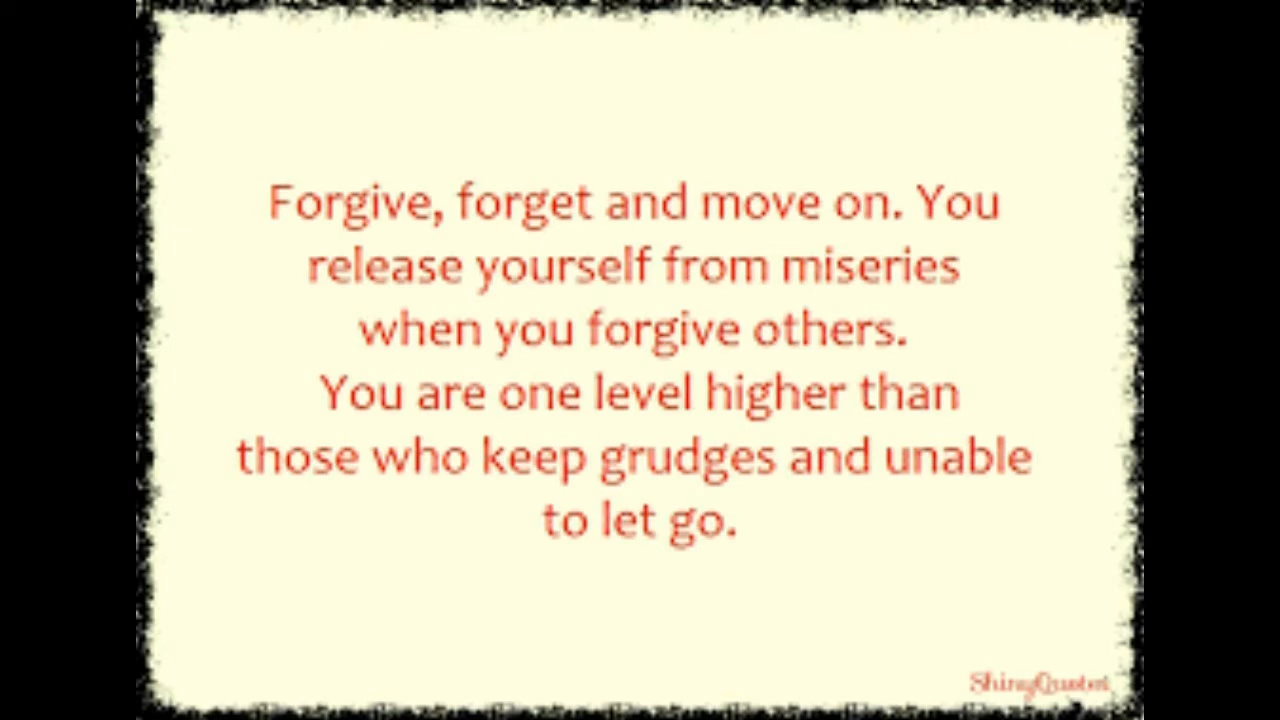 Forgive, forget and move on. You
release yourself from miseries
when you forgive others.
You are one level higher than
those who keep grudges and unable
to let go.
ShinyQuotes